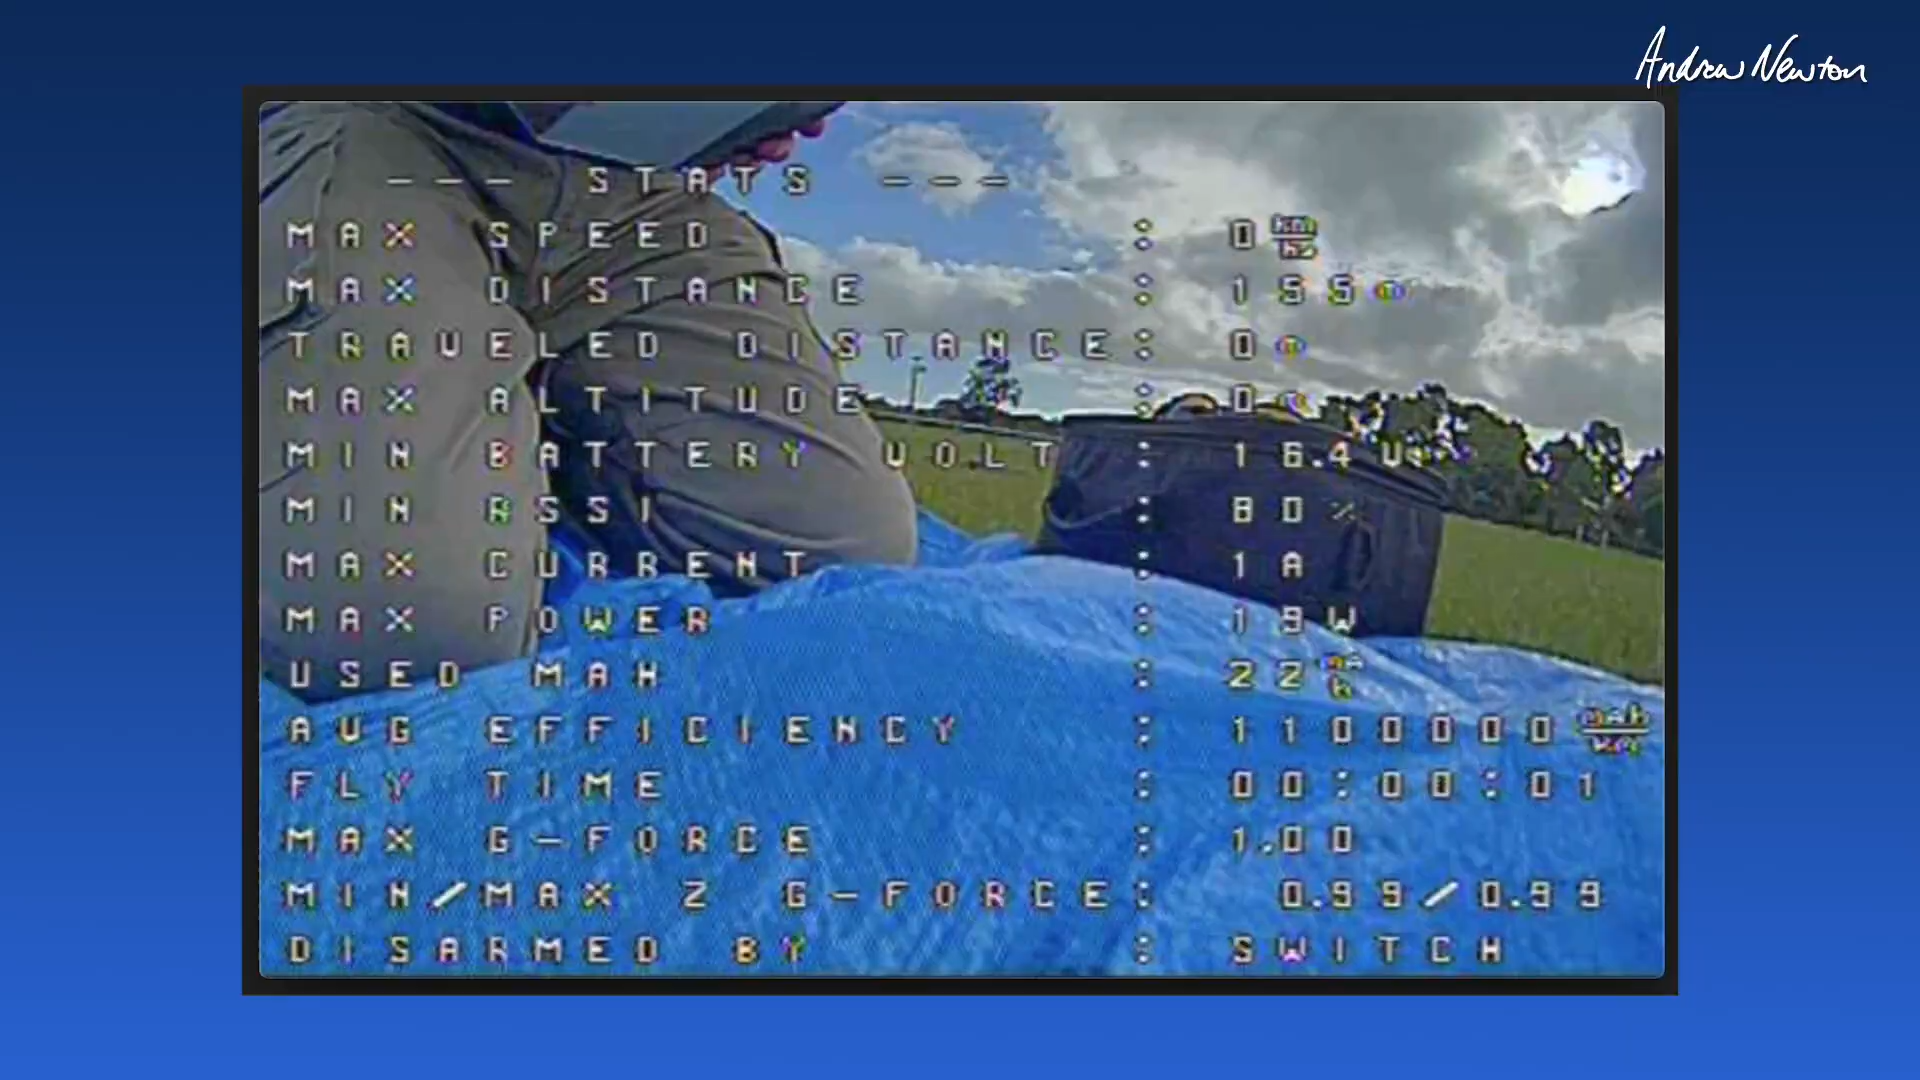 Andrew Newton
--- STATS ---
MAX SPEED : 0 km/h
MAX DISTANCE : 155 m
TRAVELED DISTANCE : 0 m
MAX ALTITUDE : 0 m
MIN BATTERY VOLT : 16.4 V
MIN RSSI : 80%
MAX CURRENT : 1A
MAX POWER : 19W
USED MAH : 22 mAh
AVG EFFICIENCY : 1100000 mAh/km
FLY TIME : 00:00:01
MAX G-FORCE : 1.00
MIN/MAX Z G-FORCE: 0.99/0.99
DISARMED BY : SWITCH